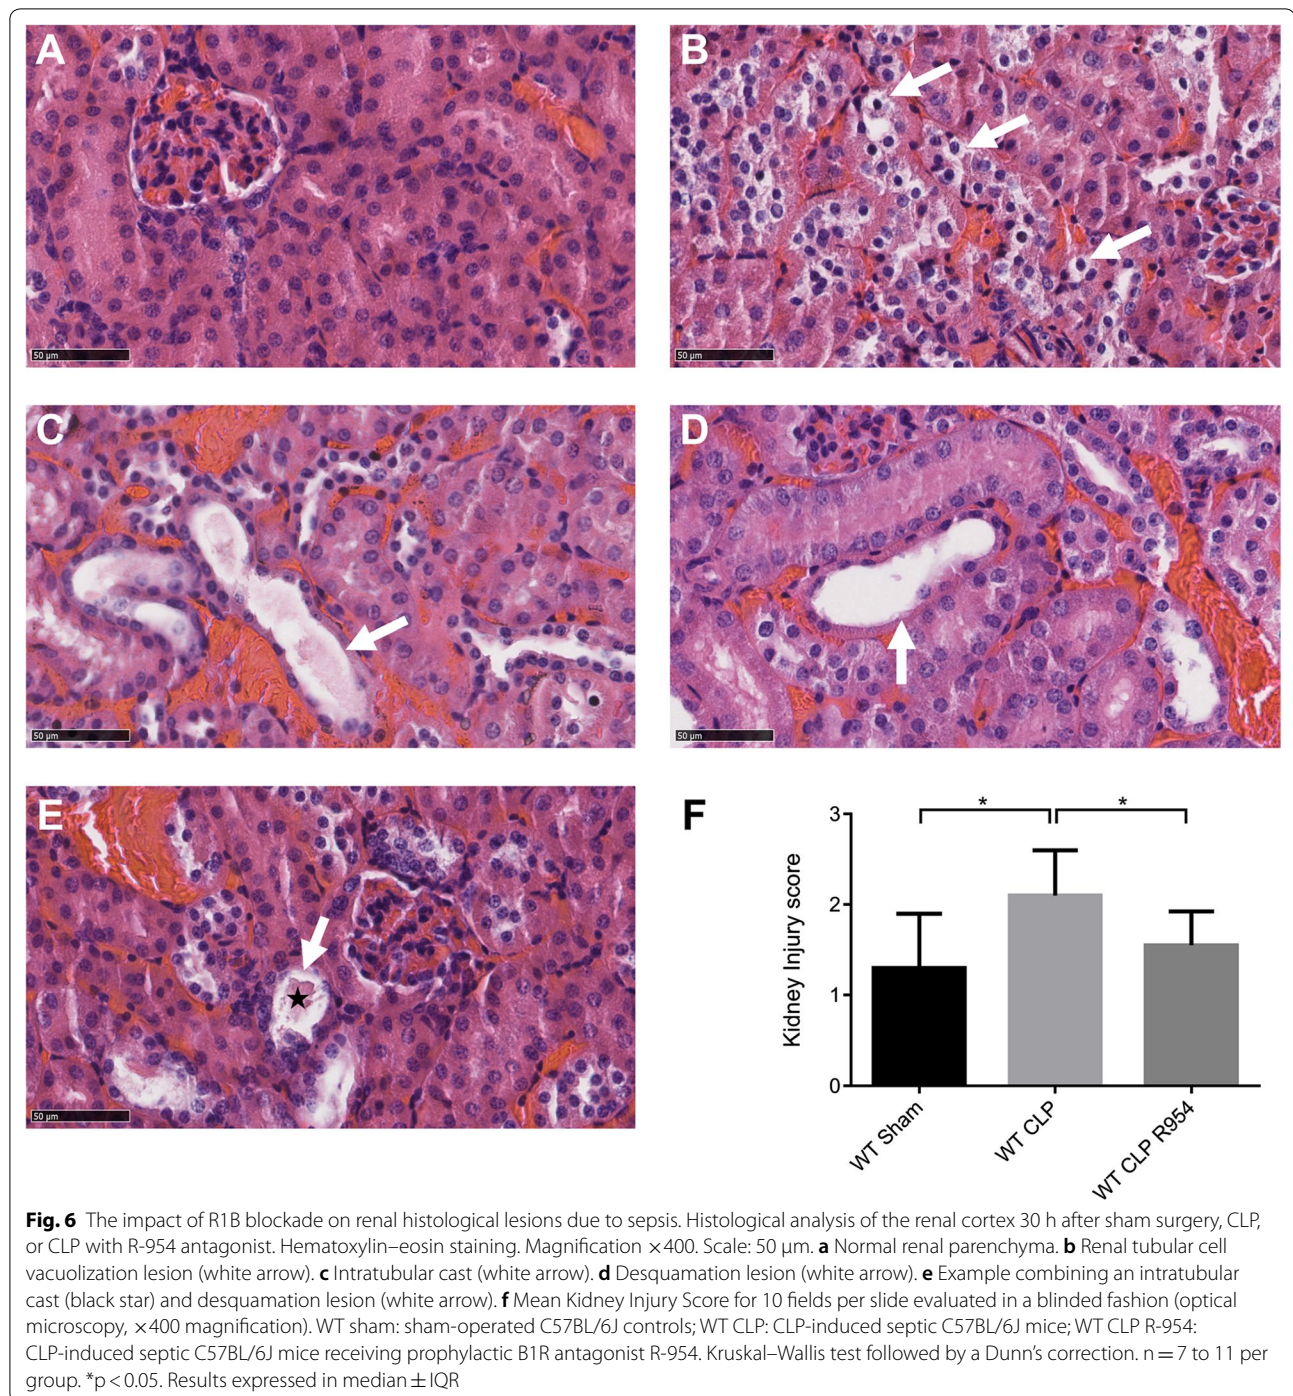 A
B
50 µm
50 µm
C
D
50 µm
50 µm
E
F
50 µm
Kidney Injury score
3
2
1
0
*
*
WT Sham
WT CLP
WT CLP R954
Fig. 6 The impact of R1B blockade on renal histological lesions due to sepsis. Histological analysis of the renal cortex 30 h after sham surgery, CLP,
or CLP with R-954 antagonist. Hematoxylin–eosin staining. Magnification ×400. Scale: 50 μm. a Normal renal parenchyma. b Renal tubular cell
vacuolization lesion (white arrow). c Intratubular cast (white arrow). d Desquamation lesion (white arrow). e Example combining an intratubular
cast (black star) and desquamation lesion (white arrow). f Mean Kidney Injury Score for 10 fields per slide evaluated in a blinded fashion (optical
microscopy, ×400 magnification). WT sham: sham-operated C57BL/6J controls; WT CLP: CLP-induced septic C57BL/6J mice; WT CLP R-954:
CLP-induced septic C57BL/6J mice receiving prophylactic B1R antagonist R-954. Kruskal–Wallis test followed by a Dunn's correction. n = 7 to 11 per
group. *p < 0.05. Results expressed in median ± IQR